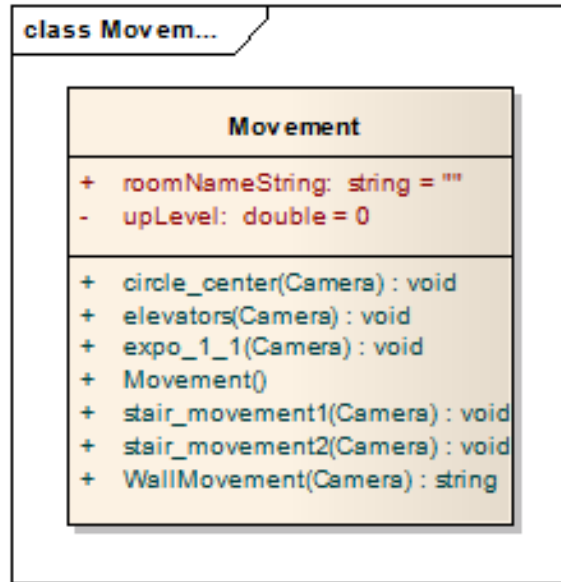 class Movem...
Movement
+ roomNameString: string = ""
- upLevel: double = 0
+ circle_center(Camera) : void
+ elevators(Camera) : void
+ expo_1_1(Camera) : void
+ Movement()
+ stair_movement1(Camera) : void
+ stair_movement2(Camera) : void
+ WallMovement(Camera) : string